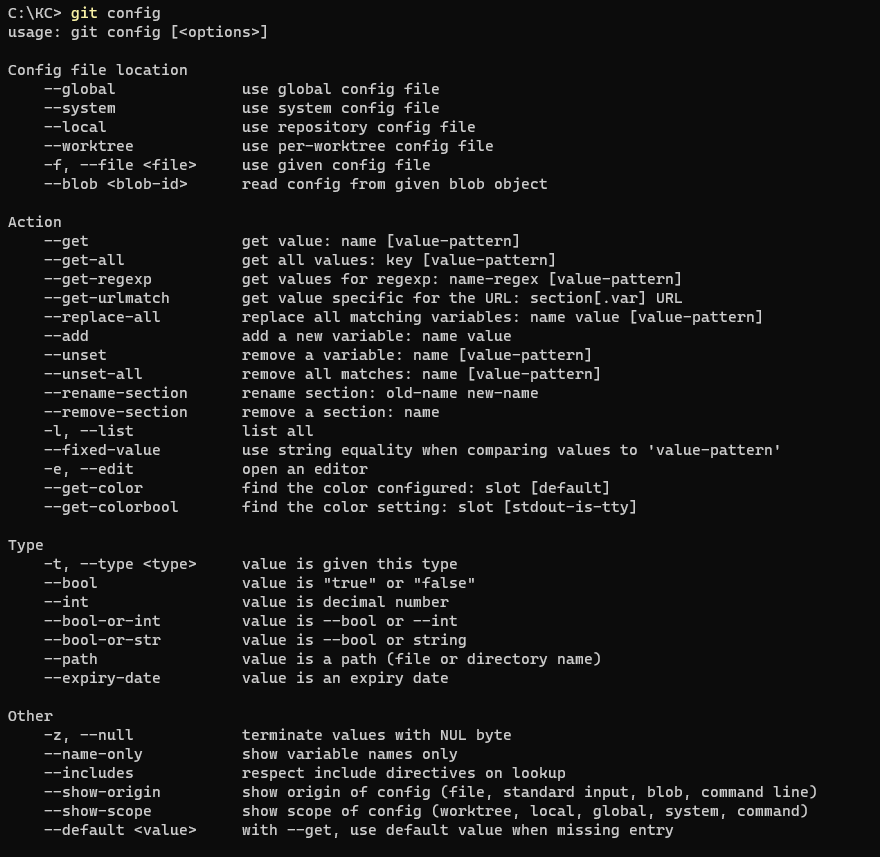 C:\KC> git config
usage: git config [<options>]

Config file location
    --global              use global config file
    --system              use system config file
    --local               use repository config file
    --worktree            use per-worktree config file
    -f, --file <file>     use given config file
    --blob <blob-id>      read config from given blob object

Action
    --get                 get value: name [value-pattern]
    --get-all             get all values: key [value-pattern]
    --get-regexp          get values for regexp: name-regex [value-pattern]
    --get-urlmatch        get value specific for the URL: section[.var] URL
    --replace-all         replace all matching variables: name value [value-pattern]
    --add                 add a new variable: name value
    --unset               remove a variable: name [value-pattern]
    --unset-all           remove all matches: name [value-pattern]
    --rename-section      rename section: old-name new-name
    --remove-section      remove a section: name
    -l, --list            list all
    --fixed-value         use string equality when comparing values to 'value-pattern'
    -e, --edit            open an editor
    --get-color           find the color configured: slot [default]
    --get-colorbool       find the color setting: slot [stdout-is-tty]

Type
    -t, --type <type>     value is given this type
    --bool                value is "true" or "false"
    --int                 value is decimal number
    --bool-or-int         value is --bool or --int
    --bool-or-str         value is --bool or string
    --path                value is a path (file or directory name)
    --expiry-date         value is an expiry date

Other
    -z, --null            terminate values with NUL byte
    --name-only           show variable names only
    --includes            respect include directives on lookup
    --show-origin         show origin of config (file, standard input, blob, command line)
    --show-scope          show scope of config (worktree, local, global, system, command)
    --default <value>     with --get, use default value when missing entry